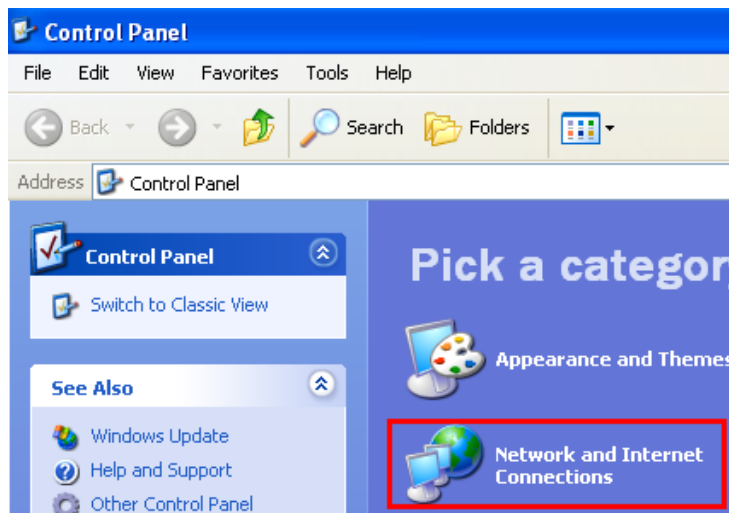 Control Panel
File Edit View Favorites Tools Help
Back Search Folders
Address Control Panel
Control Panel
Switch to Classic View
See Also
Windows Update
Help and Support
Other Control Panel
Pick a categor
Appearance and Themes
Network and Internet
Connections